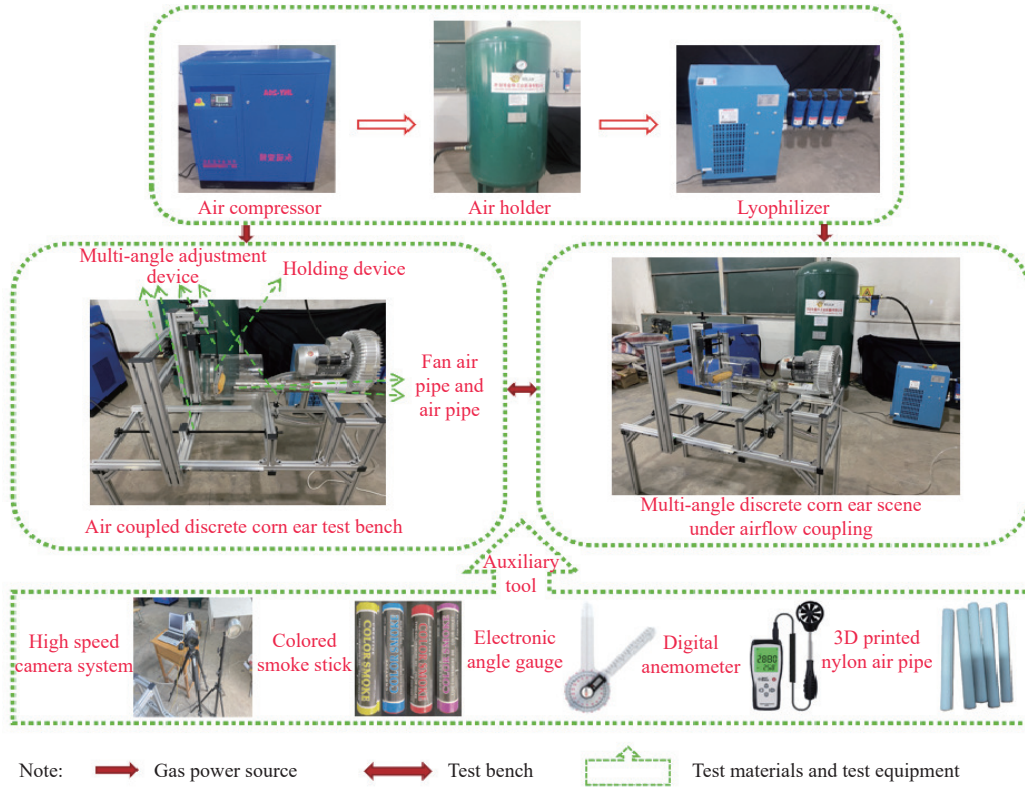 ASG-15G
Air compressor
Air holder
Lyophilizer
Multi-angle adjustment
device
Holding device
Fan air
pipe and
air pipe
Air coupled discrete corn ear test bench
Multi-angle discrete corn ear scene
under airflow coupling
Auxiliary
tool
High speed
camera system
Colored
smoke stick
COLOR SMOKE
Electronic
angle gauge
Digital
anemometer
2880
3D printed
nylon air pipe
Note:
Gas power source
Test bench
Test materials and test equipment